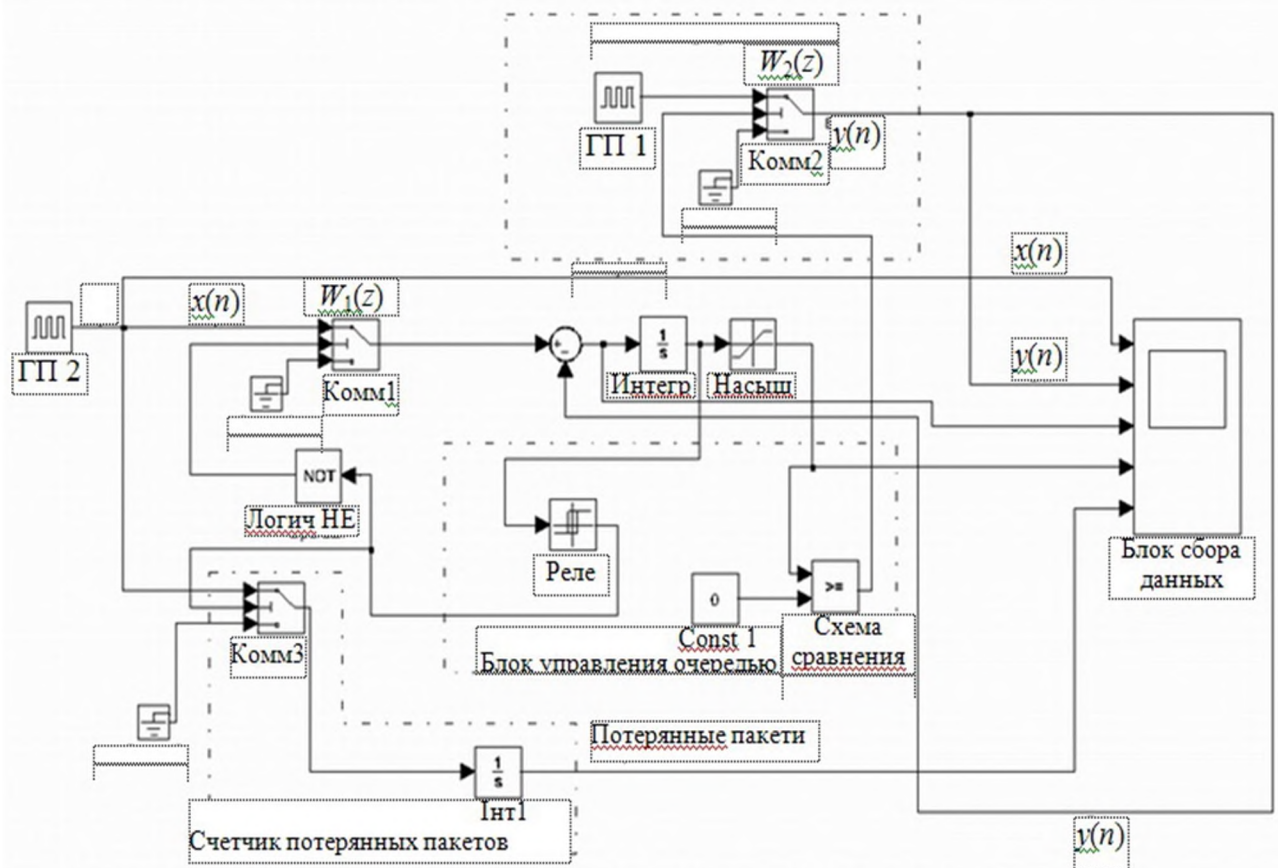 W₂(z)
ГП 1
y(n)
Комм2
x(n)
x(n)
W₁(z)
ГП 2
+
-
1
s
y(n)
Интегр
Насыщ
Комм1
NOT
Логич НЕ
Реле
0
>=
Блок сбора
данных
Const 1
Схема
сравнения
Блок управления очередью
Комм3
Потерянные пакети
1
s
Інт1
Счетчик потерянных пакетов
y(n)